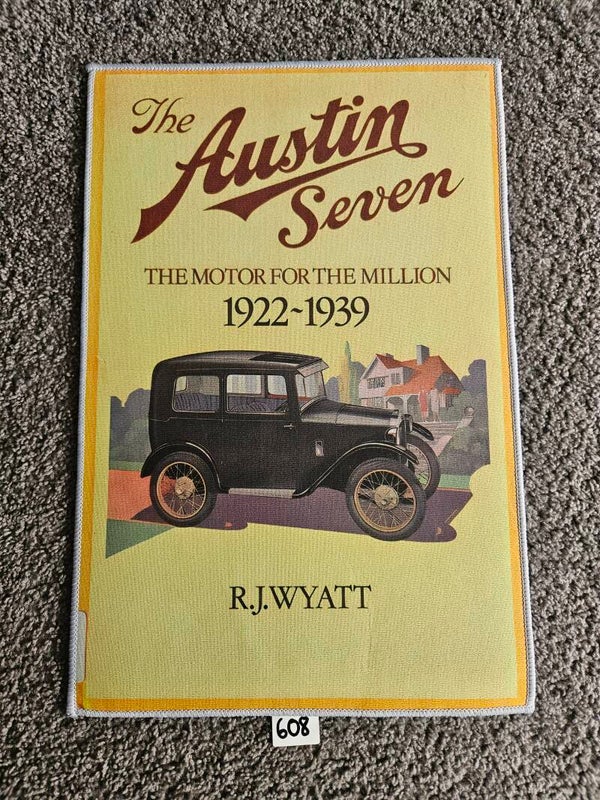 The
Austin
Seven
THE MOTOR FOR THE MILLION
1922~1939
R.J.WYATT
608